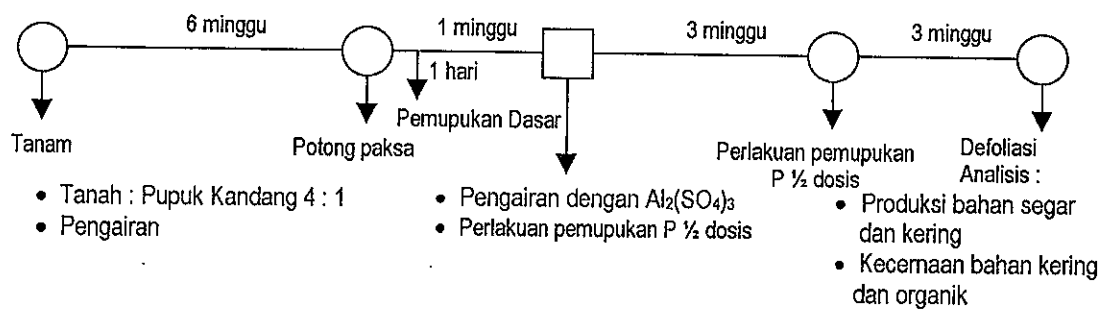 6 minggu
1 minggu
3 minggu
3 minggu
1 hari
Tanam
Potong paksa
Pemupukan Dasar
Perlakuan pemupukan
P ½ dosis
Defoliasi
Analisis :
• Tanah : Pupuk Kandang 4 : 1
• Pengairan
• Pengairan dengan Al₂(SO₄)₃
• Perlakuan pemupukan P ½ dosis
• Produksi bahan segar
dan kering
• Kecernaan bahan kering
dan organik